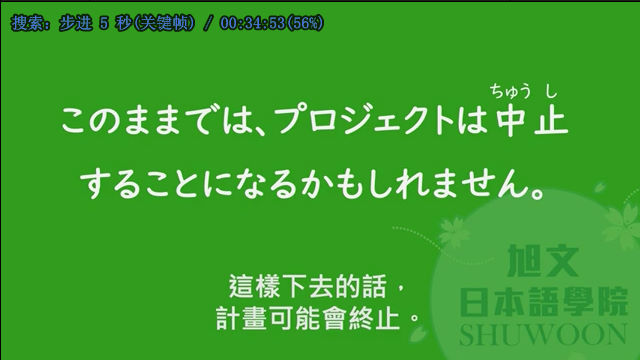 搜索: 步进 5 秒(关键帧) / 00:34:53(56%)
ちゅう し
このままでは、プロジェクトは中止
することになるかもしれません。
這樣下去的話，
計畫可能會終止。
旭文
日本語學院
SHUWOON